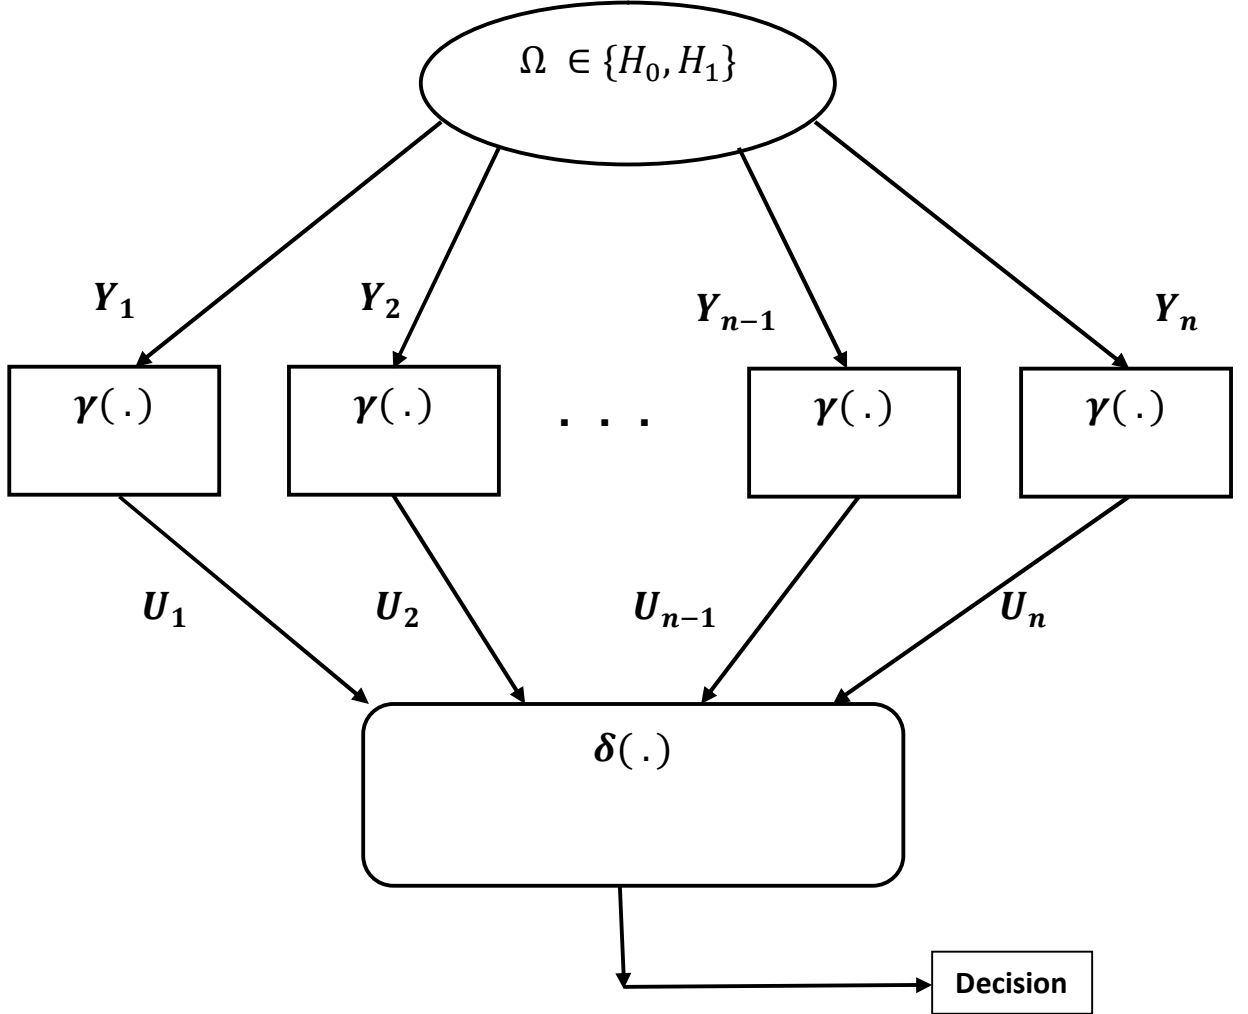 Ω ∈ {H₀, H₁}
Y₁ Y₂ Yₙ₋₁ Yₙ
γ(.) γ(.) . . . γ(.) γ(.)
U₁ U₂ Uₙ₋₁ Uₙ
δ(.)
Decision